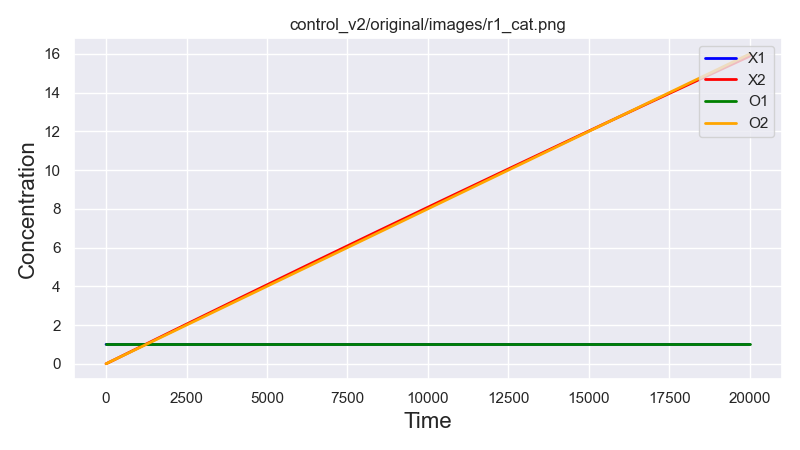 control_v2/original/images/r1_cat.png
Concentration
16
14
12
10
8
6
4
2
0
X1
X2
O1
O2
0 2500 5000 7500 10000 12500 15000 17500 20000
Time